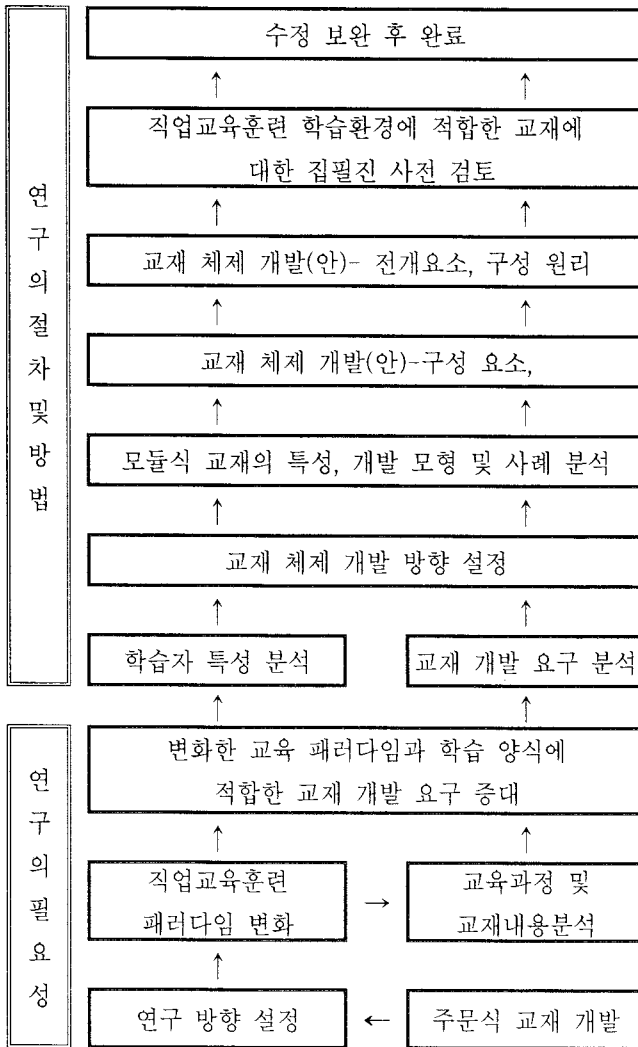 수정 보완 후 완료
↑ ↑
직업교육훈련 학습환경에 적합한 교재에
대한 집필진 사전 검토
↑ ↑
교재 체제 개발(안)- 전개요소, 구성 원리
↑ ↑
교재 체제 개발(안)-구성 요소,
↑ ↑
모듈식 교재의 특성, 개발 모형 및 사례 분석
↑ ↑
교재 체제 개발 방향 설정
↑ ↑
학습자 특성 분석 교재 개발 요구 분석
연구의절차및방법
↑ ↑
변화한 교육 패러다임과 학습 양식에
적합한 교재 개발 요구 증대
↑ ↑
직업교육훈련
패러다임 변화
→
교육과정 및
교재내용분석
↑
연구 방향 설정 ← 주문식 교재 개발
연구의필요성